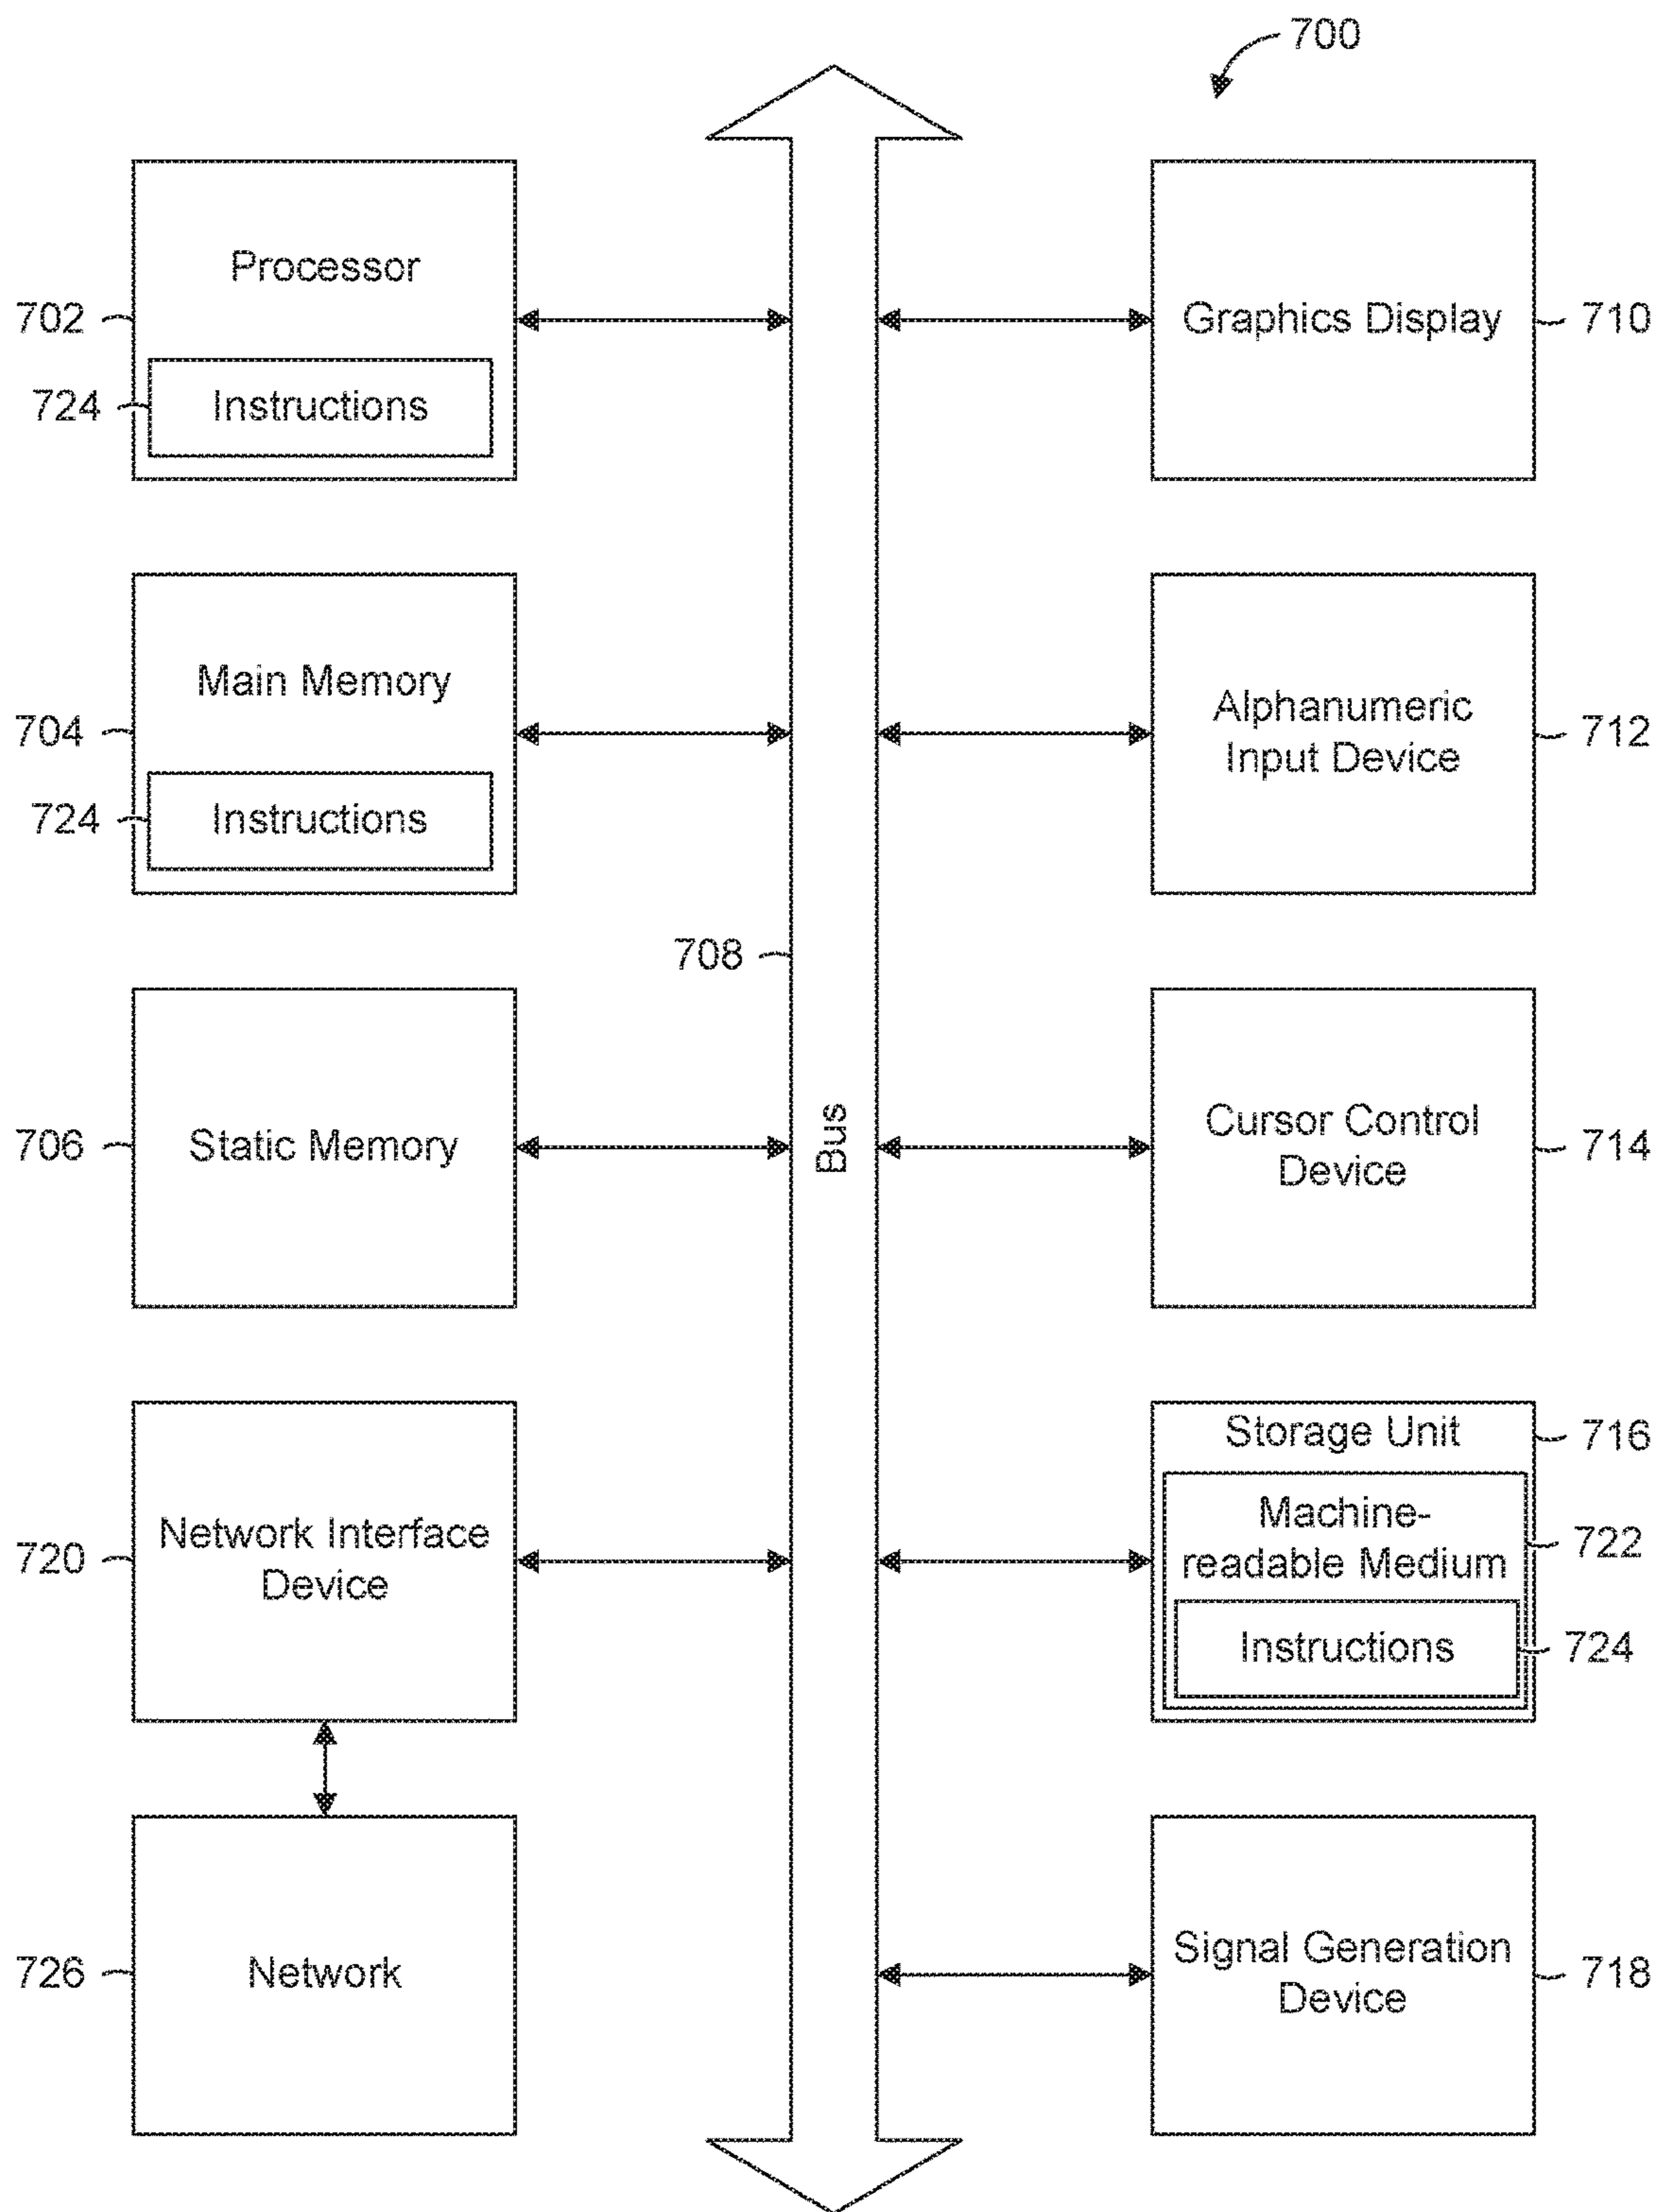 700
Processor
702
724
Instructions
Graphics Display
710
Main Memory
704
724
Instructions
Alphanumeric
Input Device
712
708
Bus
706
Static Memory
Cursor Control
Device
714
720
Network Interface
Device
Storage Unit
716
Machine-
readable Medium
722
Instructions
724
726
Network
Signal Generation
Device
718